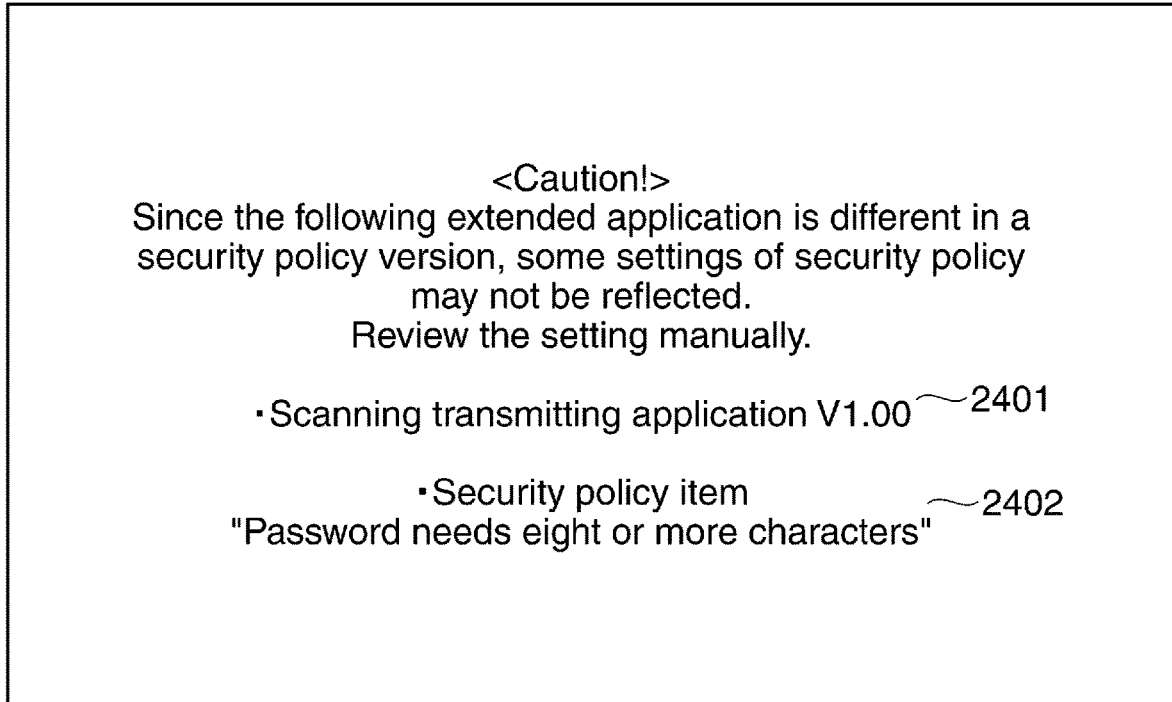 <Caution!>
Since the following extended application is different in a
security policy version, some settings of security policy
may not be reflected.
Review the setting manually.
▪Scanning transmitting application V1.00 2401
▪Security policy item 2402
"Password needs eight or more characters"